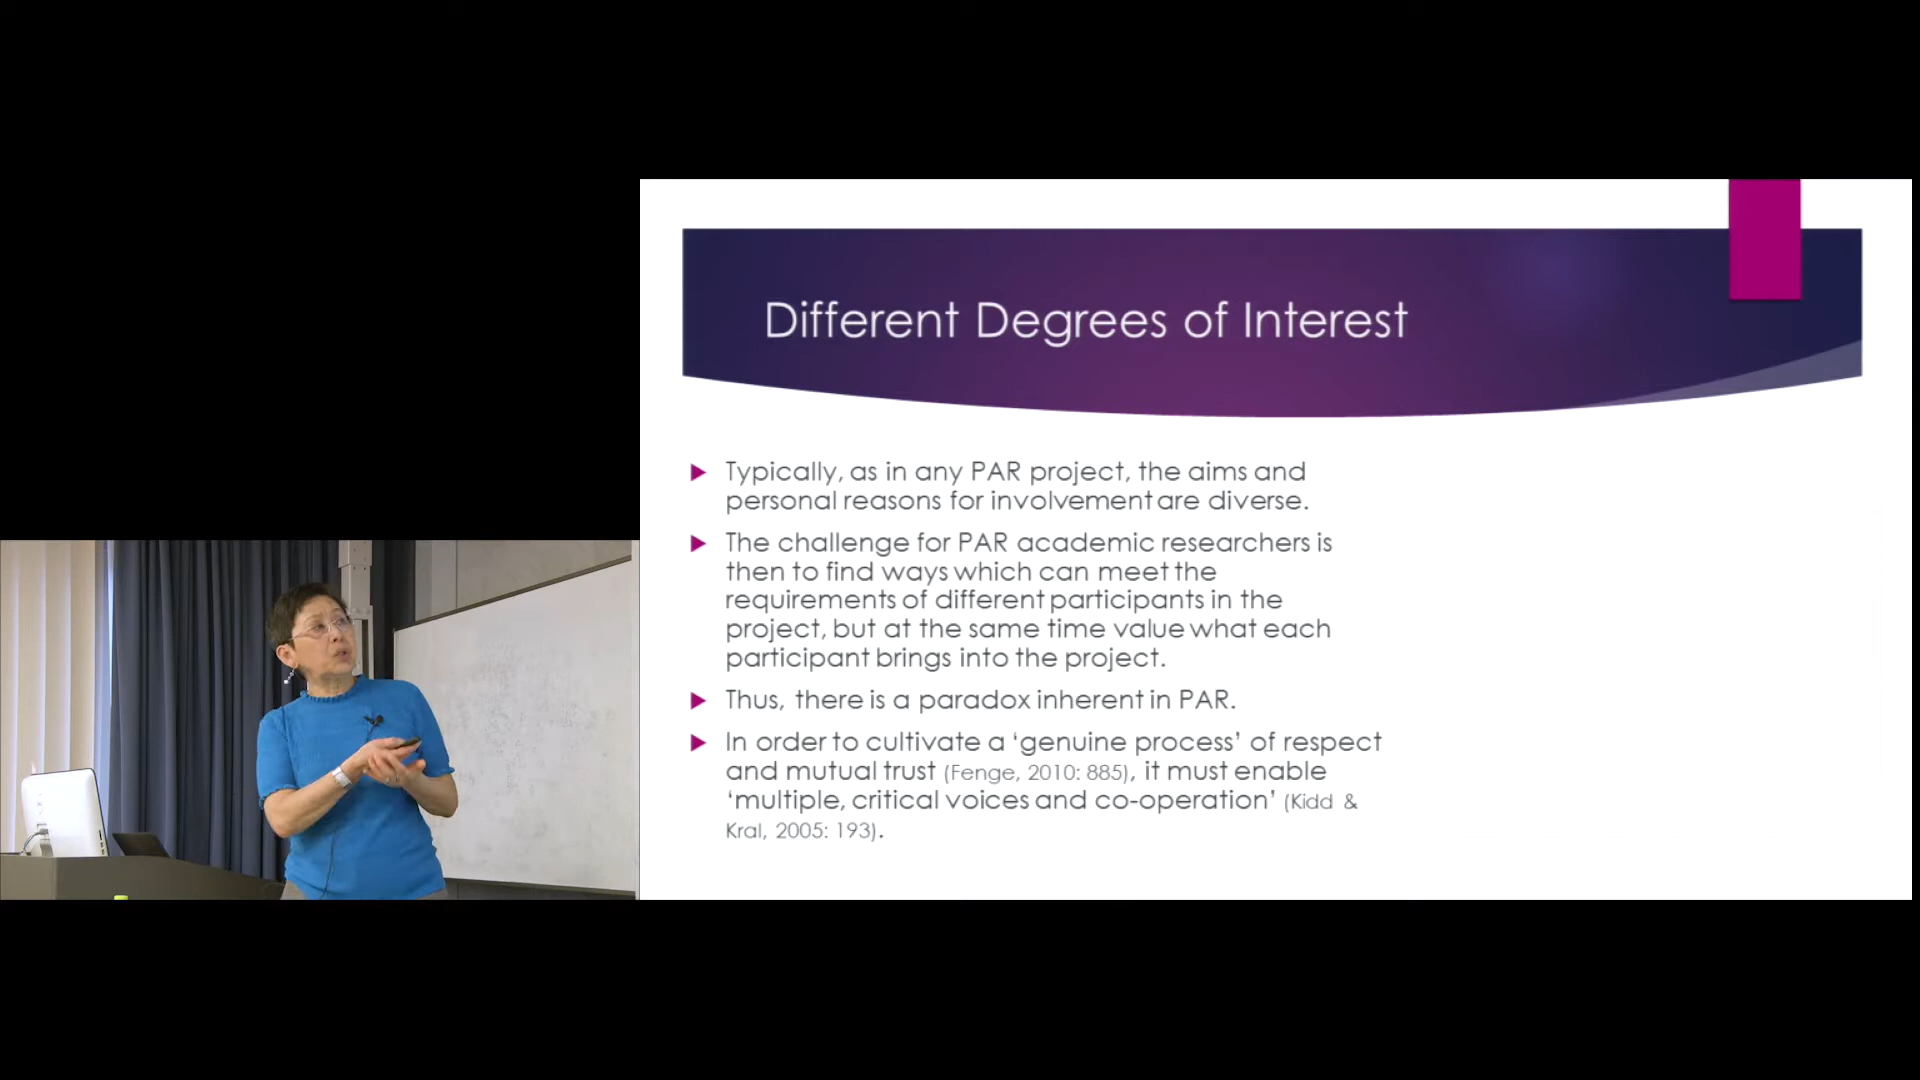 Different Degrees of Interest
Typically, as in any PAR project, the aims and
personal reasons for involvement are diverse.
The challenge for PAR academic researchers is
then to find ways which can meet the
requirements of different participants in the
project, but at the same time value what each
participant brings into the project.
Thus, there is a paradox inherent in PAR.
In order to cultivate a ‘genuine process’ of respect
and mutual trust (Fenge, 2010: 885), it must enable
‘multiple, critical voices and co-operation’ (Kidd &
Kral, 2005: 193).